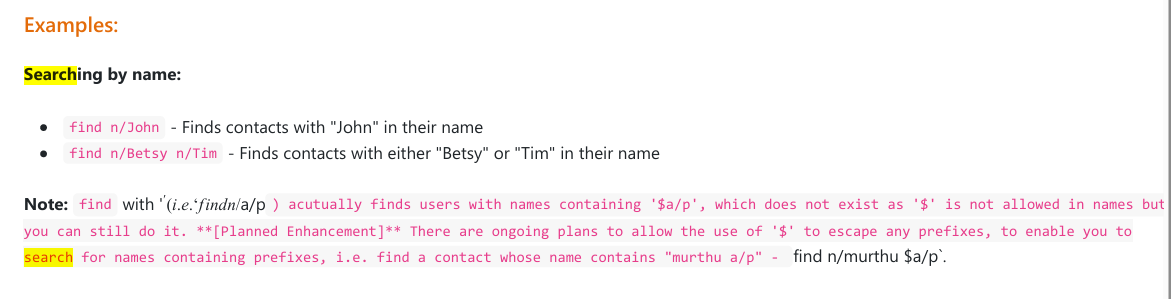 Examples:
Searching by name:
● find n/John - Finds contacts with "John" in their name
● find n/Betsy n/Tim - Finds contacts with either "Betsy" or "Tim" in their name
Note: find with '′(i.e.‘findn/a/p ) acutually finds users with names containing '$a/p', which does not exist as '$' is not allowed in names but
you can still do it. **[Planned Enhancement]** There are ongoing plans to allow the use of '$' to escape any prefixes, to enable you to
search for names containing prefixes, i.e. find a contact whose name contains "murthu a/p" - find n/murthu $a/p`.